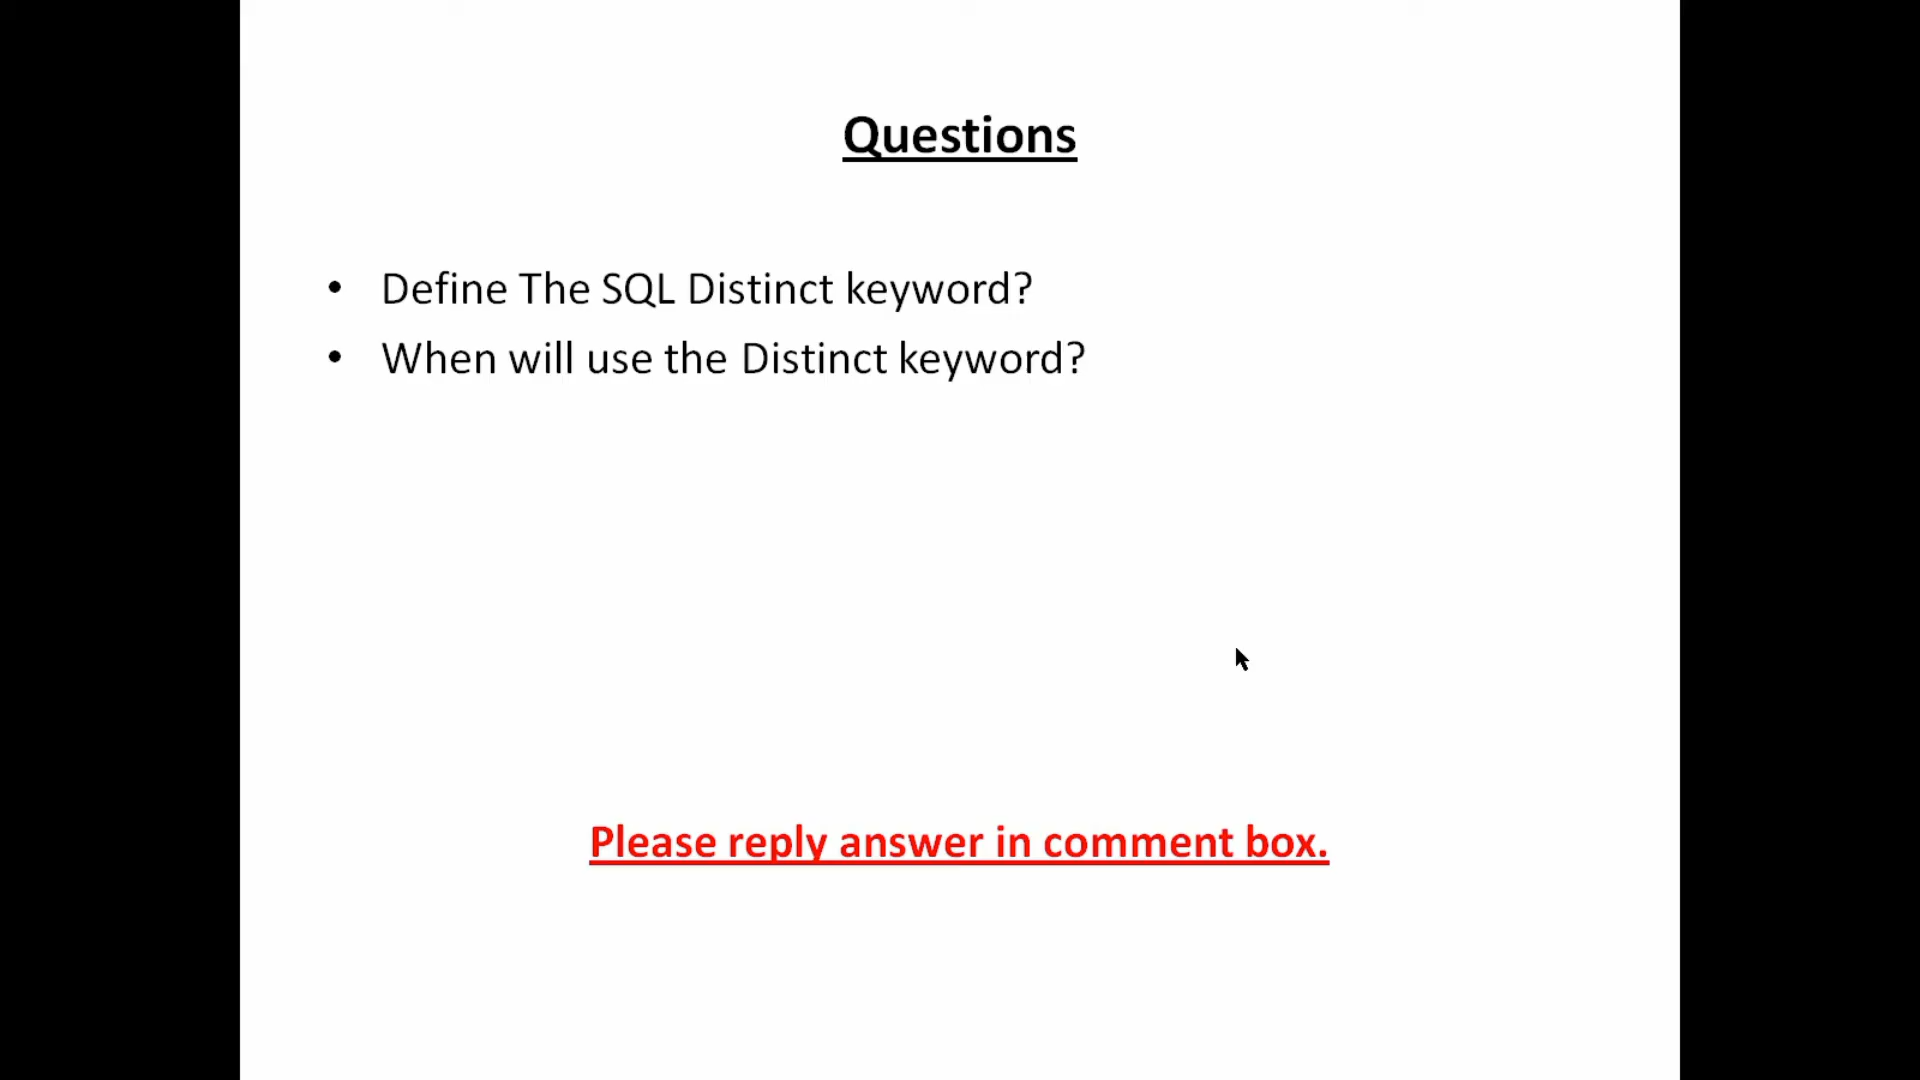 Questions
• Define The SQL Distinct keyword?
• When will use the Distinct keyword?
Please reply answer in comment box.